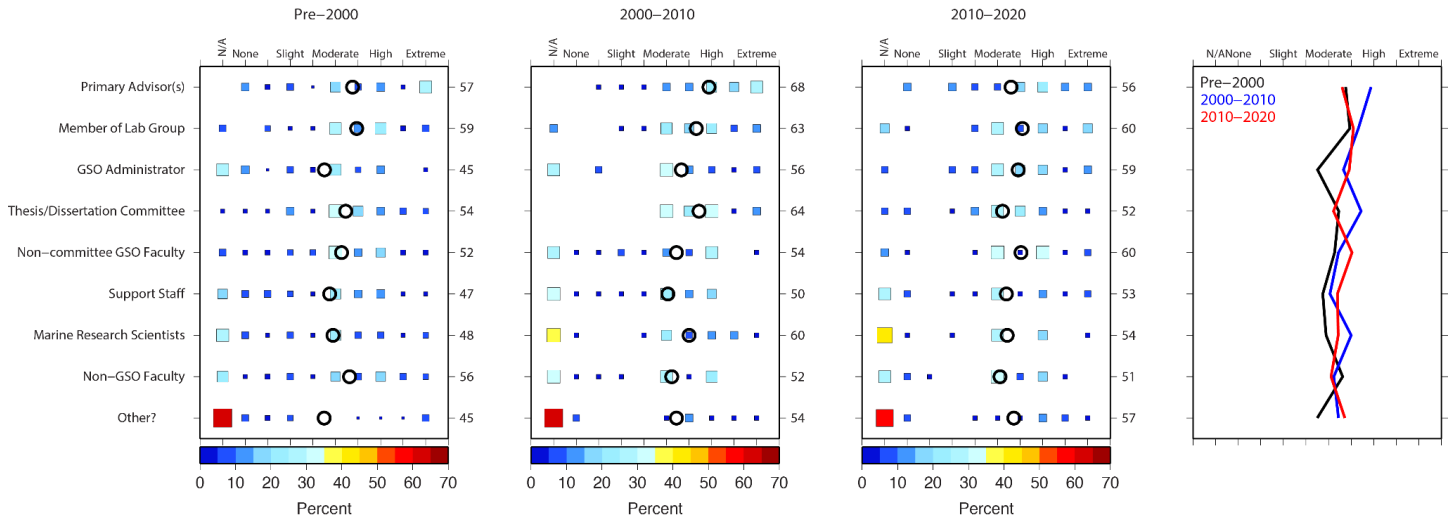 Pre−2000
2000−2010
2010−2020
N/A None Slight Moderate High Extreme
N/A None Slight Moderate High Extreme
N/A None Slight Moderate High Extreme
N/ANone Slight Moderate High Extreme
Primary Advisor(s) 57 68 56
Pre−2000
2000−2010
2010−2020
Member of Lab Group 59 63 60
GSO Administrator 45 56 59
Thesis/Dissertation Committee 54 64 52
Non−committee GSO Faculty 52 54 60
Support Staff 47 50 53
Marine Research Scientists 48 60 54
Non−GSO Faculty 56 52 51
Other? 45 54 57
0 10 20 30 40 50 60 70
0 10 20 30 40 50 60 70
0 10 20 30 40 50 60 70
Percent
Percent
Percent